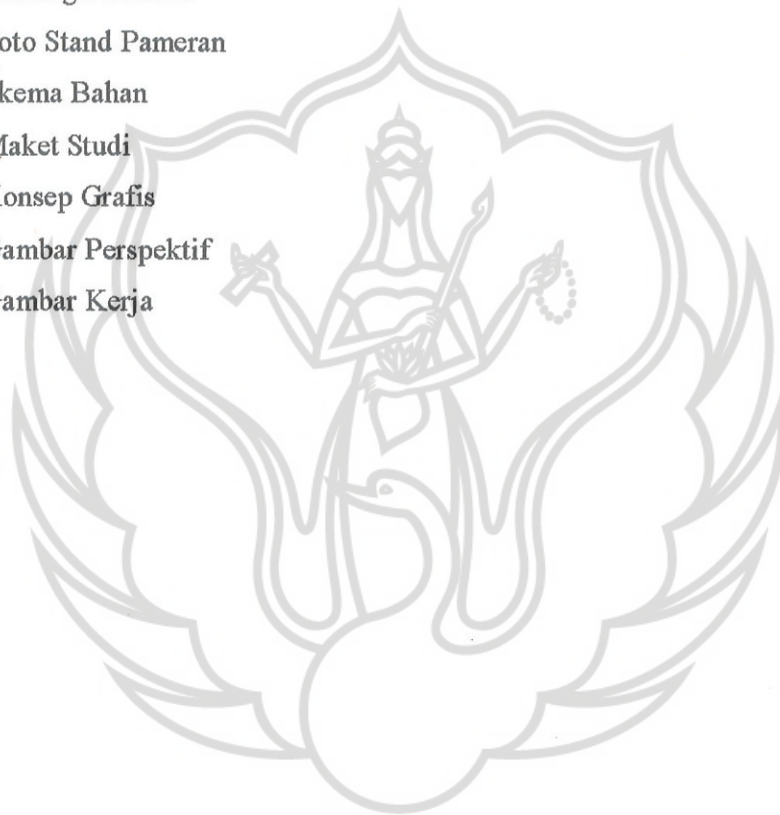 oto Stand Pameran
kema Bahan
Maket Studi
onsep Grafis
ambar Perspektif
ambar Kerja